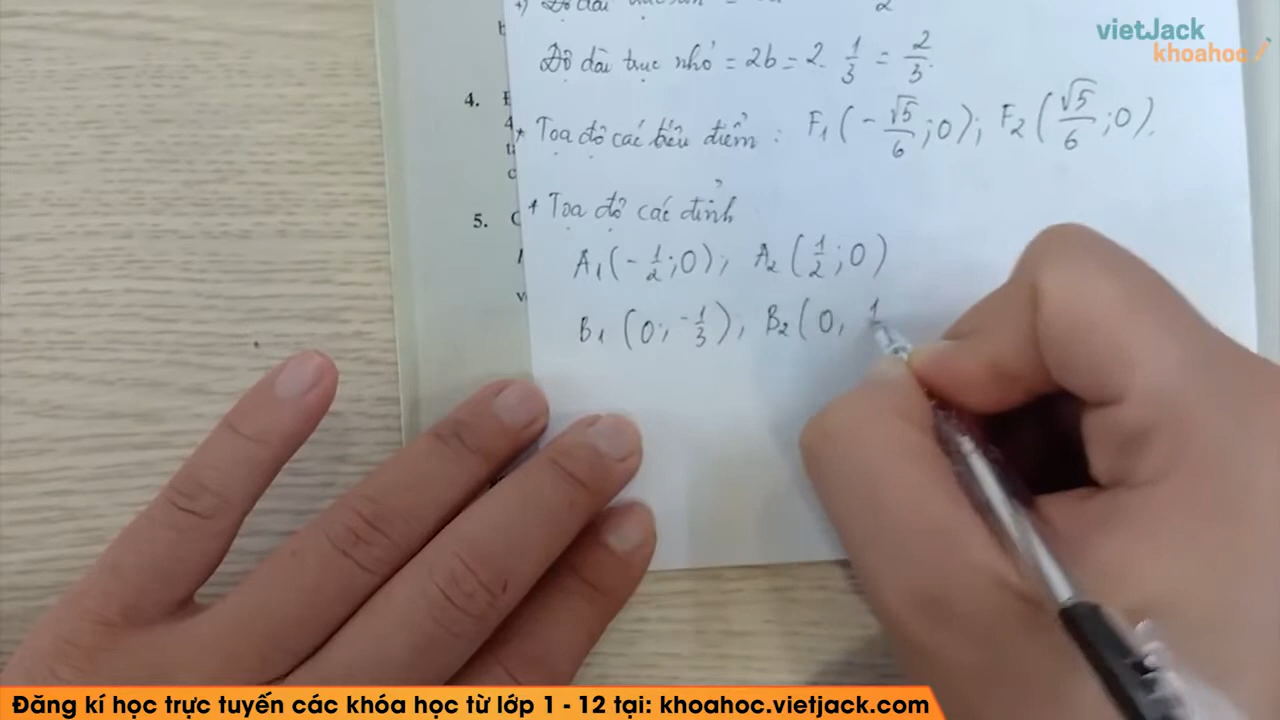 vietJack
khoahoc
Độ dài trục nhỏ = 2b = 2. 1/3 = 2/3.
4.
* Tọa độ các tiêu điểm : F₁(-√5/6;0); F₂(√5/6;0).
5.
+ Tọa độ các đỉnh
A₁(-1/2;0); A₂(1/2;0)
B₁(0;-1/3), B₂(0, 1
Đăng kí học trực tuyến các khóa học từ lớp 1 - 12 tại: khoahoc.vietjack.com